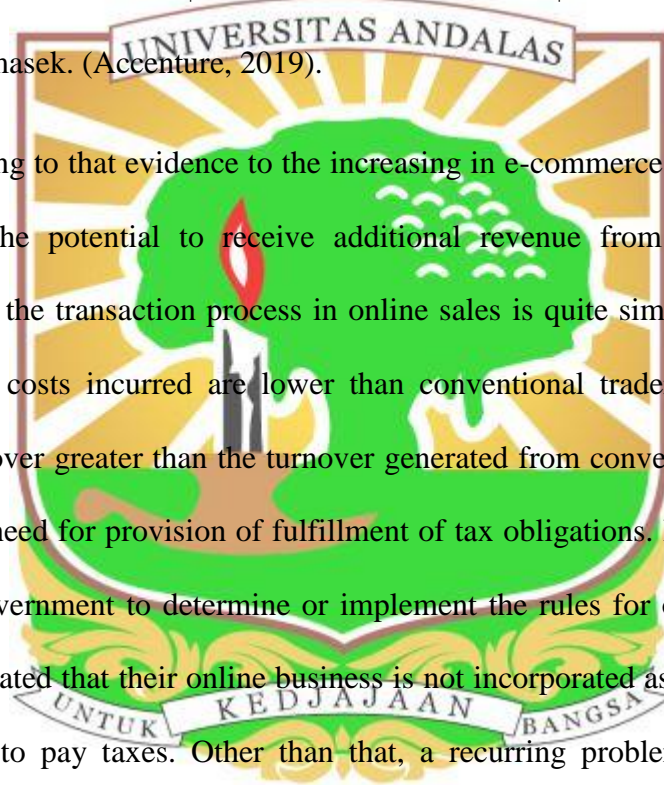 UNIVERSITAS ANDALAS
nasek. (Accenture, 2019).
ng to that evidence to the increasing in e-commerce
he potential to receive additional revenue from
the transaction process in online sales is quite sim
costs incurred are lower than conventional trade
over greater than the turnover generated from conve
need for provision of fulfillment of tax obligations.
vernment to determine or implement the rules for
ated that their online business is not incorporated as
UNTUK KEDJAJAAN BANGSA
to pay taxes. Other than that, a recurring proble